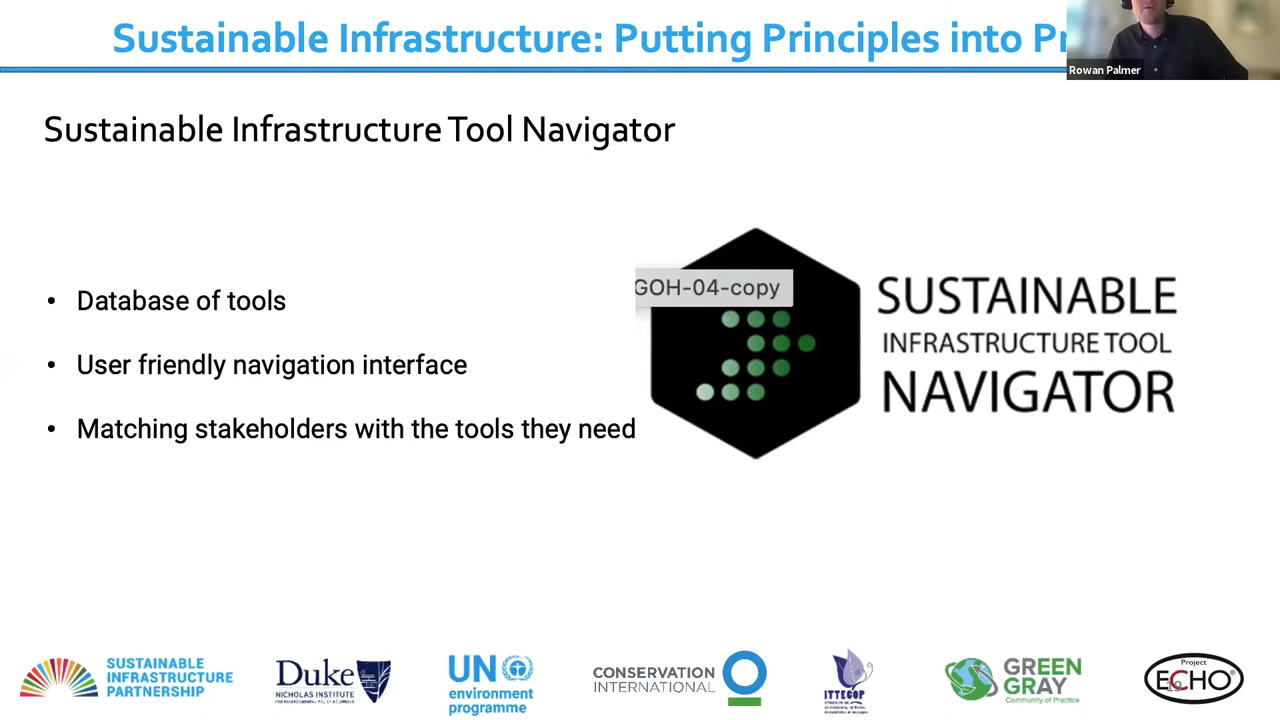 Sustainable Infrastructure: Putting Principles into
Rowan Palmer
Sustainable Infrastructure Tool Navigator
• Database of tools
• User friendly navigation interface
• Matching stakeholders with the tools they need
GOH-04-copy
SUSTAINABLE
INFRASTRUCTURE TOOL
NAVIGATOR
SUSTAINABLE
INFRASTRUCTURE
PARTNERSHIP
Duke
NICHOLAS INSTITUTE
UN
environment
programme
CONSERVATION
INTERNATIONAL
ITTECOP
GREEN
GRAY
Community of Practice
Project
ECHO®
19